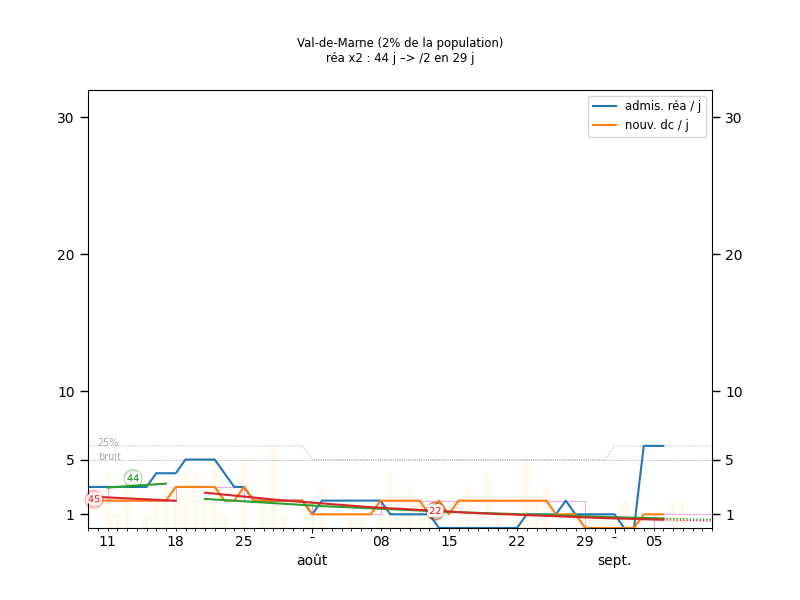 Val-de-Marne (2% de la population)
réa x2 : 44 j –> /2 en 29 j
admis. réa / j
nouv. dc / j
30 30
20 20
10 10
5 5
1 1
25%
bruit
44
45
22
11 18 25 - 08 15 22 29 - 05
août sept.